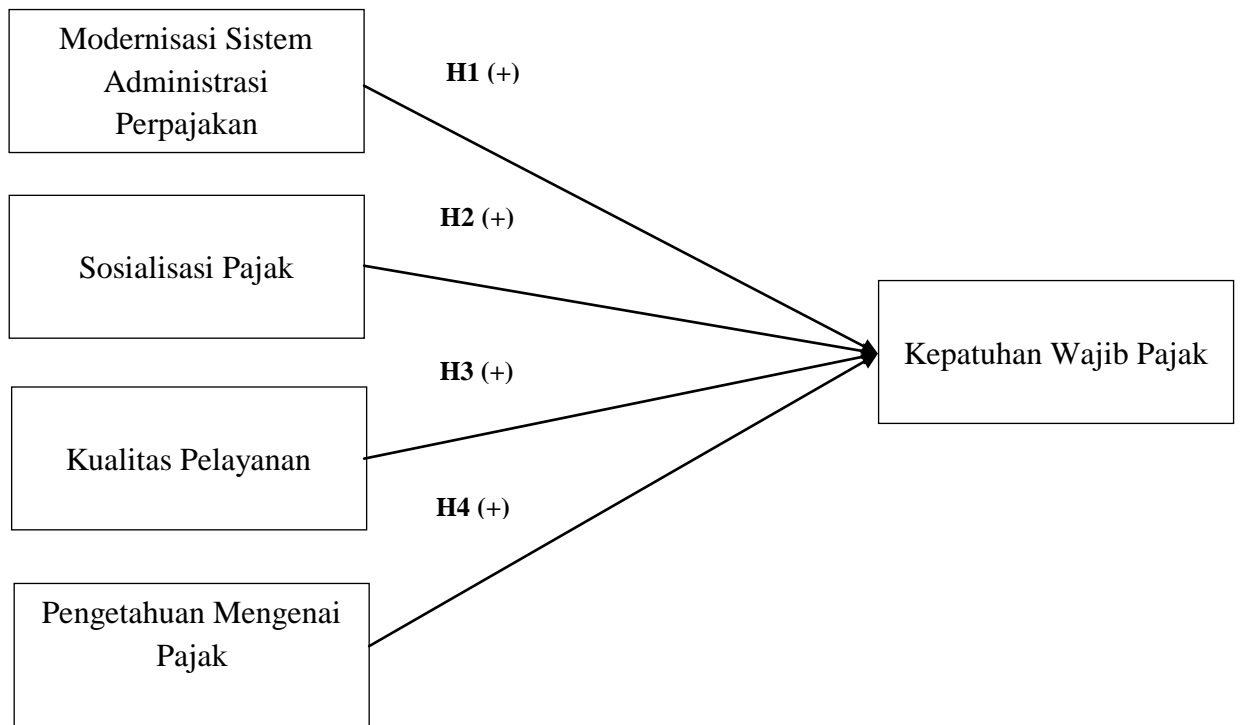 Modernisasi Sistem
Administrasi
Perpajakan
H1 (+)
Sosialisasi Pajak
H2 (+)
Kualitas Pelayanan
H3 (+)
Pengetahuan Mengenai
Pajak
H4 (+)
Kepatuhan Wajib Pajak